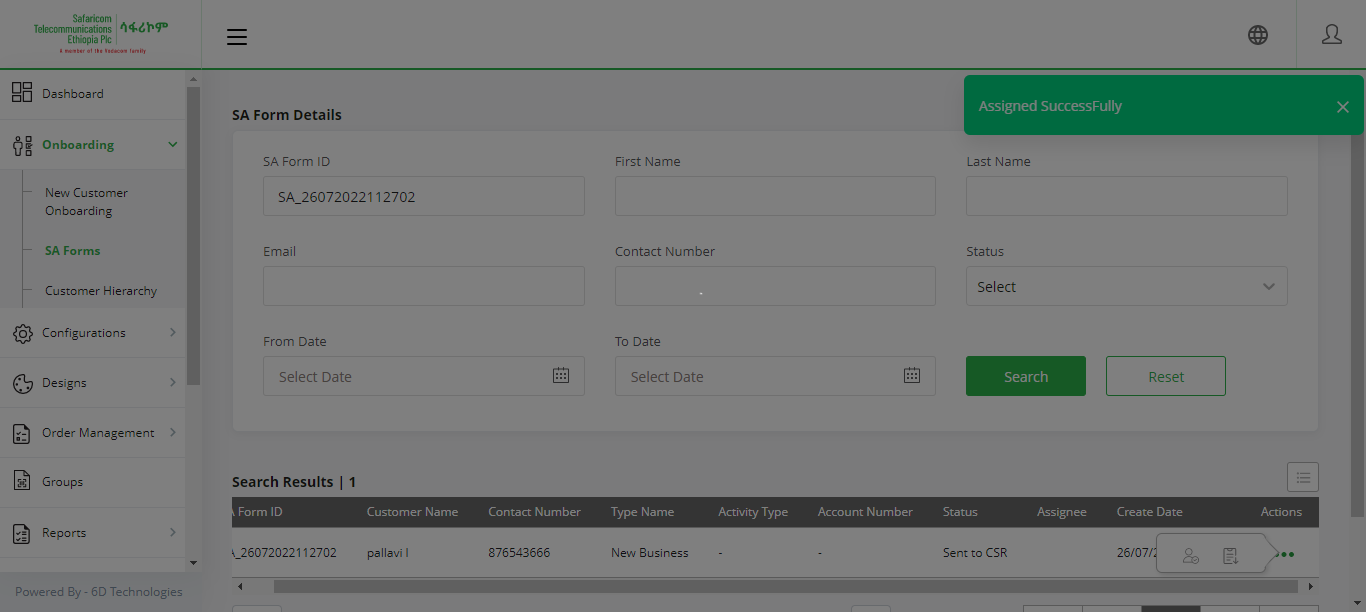 Safaricom
Telecommunications
Ethiopia Plc
ሳፋሪኮም
A member of the Vodacom family
Dashboard
Onboarding
New Customer
Onboarding
SA Forms
Customer Hierarchy
Configurations
Designs
Order Management
Groups
Reports
Powered By - 6D Technologies
Assigned SuccessFully
SA Form Details
SA Form ID
First Name
Last Name
SA_26072022112702
Email
Contact Number
Status
Select
From Date
To Date
Select Date
Select Date
Search
Reset
Search Results | 1
Form ID Customer Name Contact Number Type Name Activity Type Account Number Status Assignee Create Date Actions
_26072022112702 pallavi l 876543666 New Business - - Sent to CSR 26/07/2